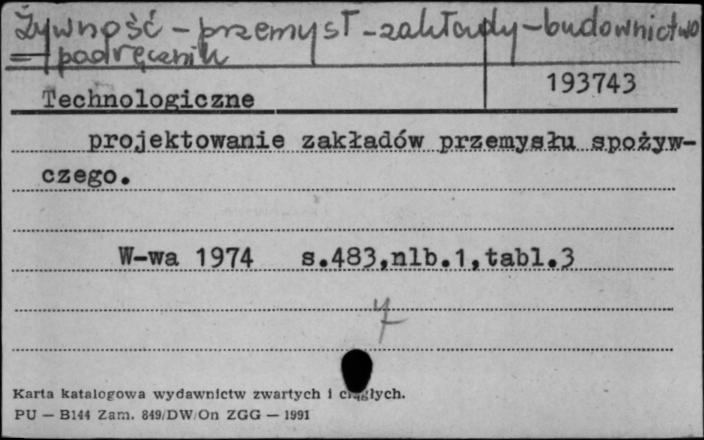 Żywność – przemysł – zakłady – budownictwo
= podręcznik
193743
Technologiczne
projektowanie zakładów przemysłu spożyw-
czego.
W-wa 1974 s.483,nlb.1,tabl.3
Karta katalogowa wydawnictw zwartych i ciągłych.
PU — B144 Zam. 849/DW/On ZGG — 1991